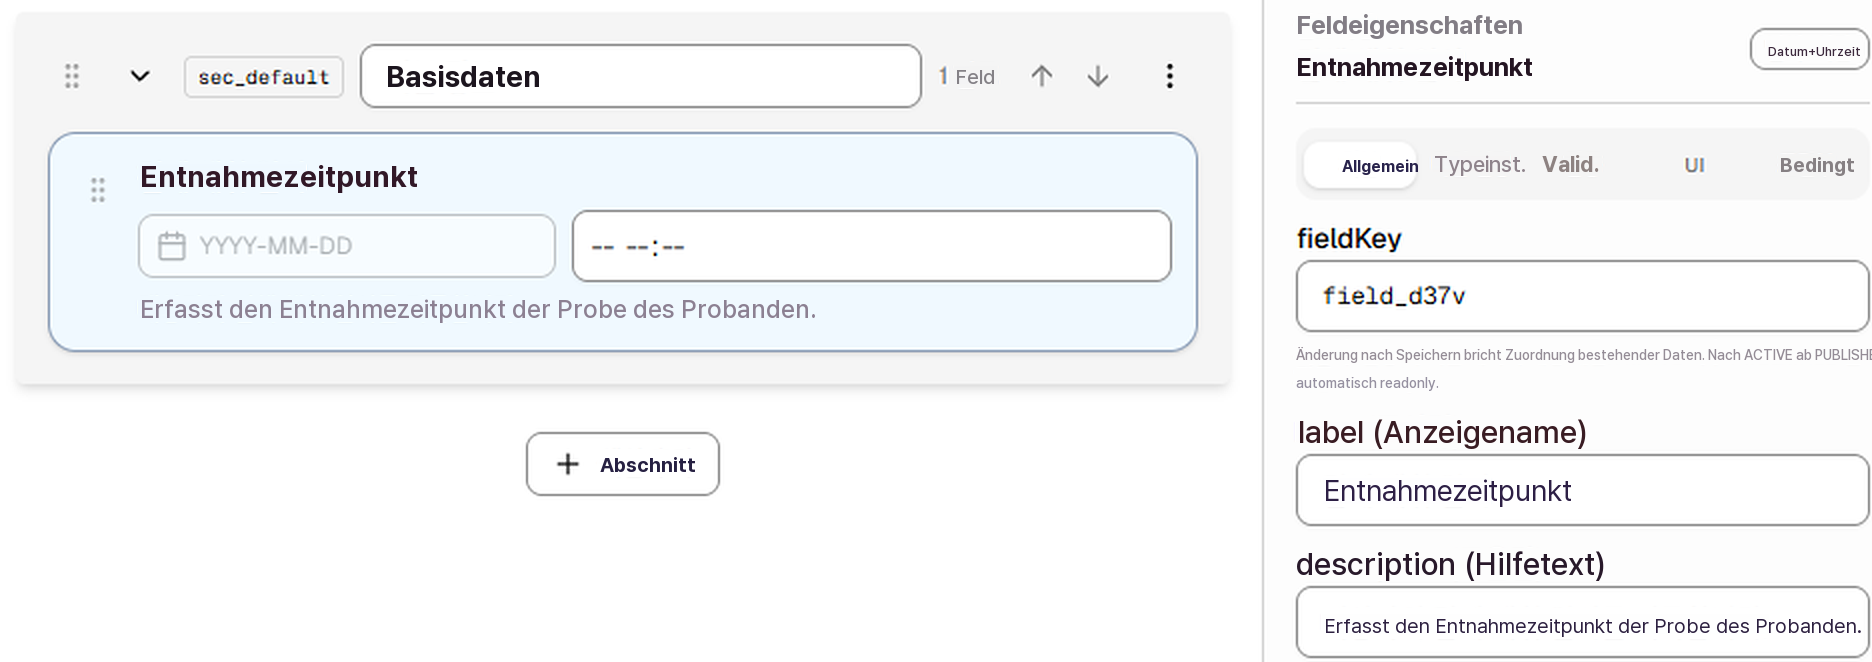 sec_default
Basisdaten
1 Feld
Entnahmezeitpunkt
YYYY-MM-DD
-- --:--
Erfasst den Entnahmezeitpunkt der Probe des Probanden.
Abschnitt
Feldeigenschaften
Entnahmezeitpunkt
Datum+Uhrzeit
Allgemein Typeinst. Valid. UI Bedingt
fieldKey
field_d37v
Änderung nach Speichern bricht Zuordnung bestehender Daten. Nach ACTIVE ab PUBLISHE
automatisch readonly.
label (Anzeigename)
Entnahmezeitpunkt
description (Hilfetext)
Erfasst den Entnahmezeitpunkt der Probe des Probanden.